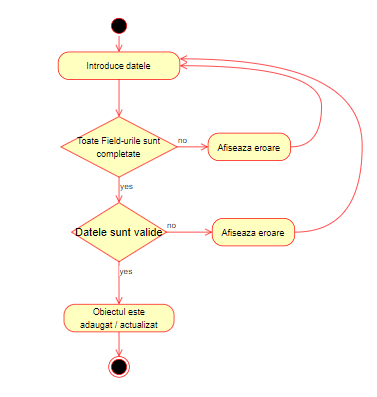 Introduce datele
Toate Field-urile sunt
completate
no
Afiseaza eroare
yes
Datele sunt valide
no
Afiseaza eroare
yes
Obiectul este
adaugat / actualizat